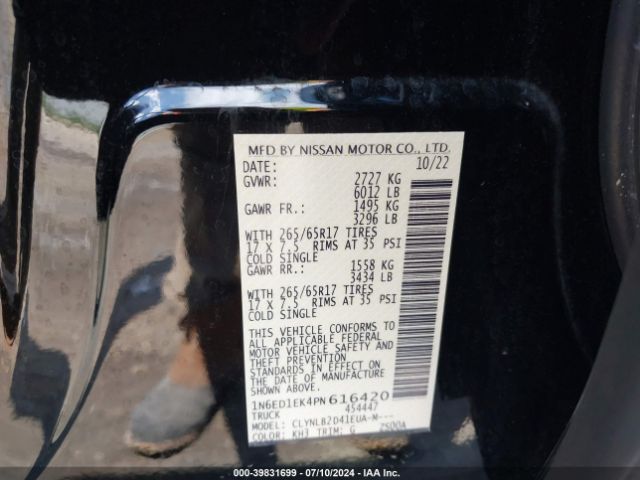 MFD BY NISSAN MOTOR CO., LTD.
DATE: 10/22
GVWR: 2727 KG
6012 LB
GAWR FR.: 1495 KG
3296 LB
WITH 265/65R17 TIRES
17 X 7.5 RIMS AT 35 PSI
COLD SINGLE
GAWR RR.: 1558 KG
3434 LB
WITH 265/65R17 TIRES
17 X 7.5 RIMS AT 35 PSI
COLD SINGLE
THIS VEHICLE CONFORMS TO
ALL APPLICABLE FEDERAL
MOTOR VEHICLE SAFETY AND
THEFT PREVENTION
STANDARDS IN EFFECT ON
THE DATE OF MANUFACTURE
SHOWN ABOVE.
1N6ED1EK4PN616420
TRUCK 454447
MODEL: CLYNLB2D41EUA-N---
COLOR: KH3 TRIM: G 2500A
000-39831699 - 07/10/2024 - IAA Inc.